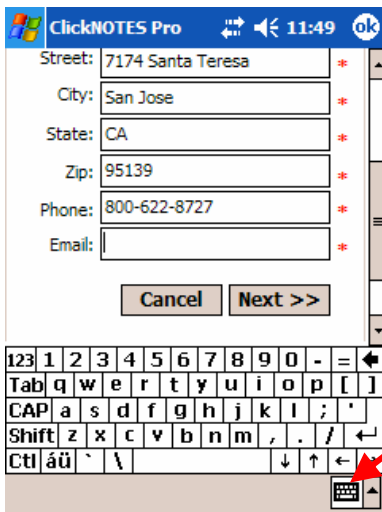 ClickNOTES Pro 11:49 ok
Street: 7174 Santa Teresa *
City: San Jose *
State: CA *
Zip: 95139 *
Phone: 800-622-8727 *
Email: *
Cancel Next >>
123 1 2 3 4 5 6 7 8 9 0 - =
Tab q w e r t y u i o p [ ]
CAP a s d f g h j k l ; '
Shift z x c v b n m , . /
Ctl áü ` \